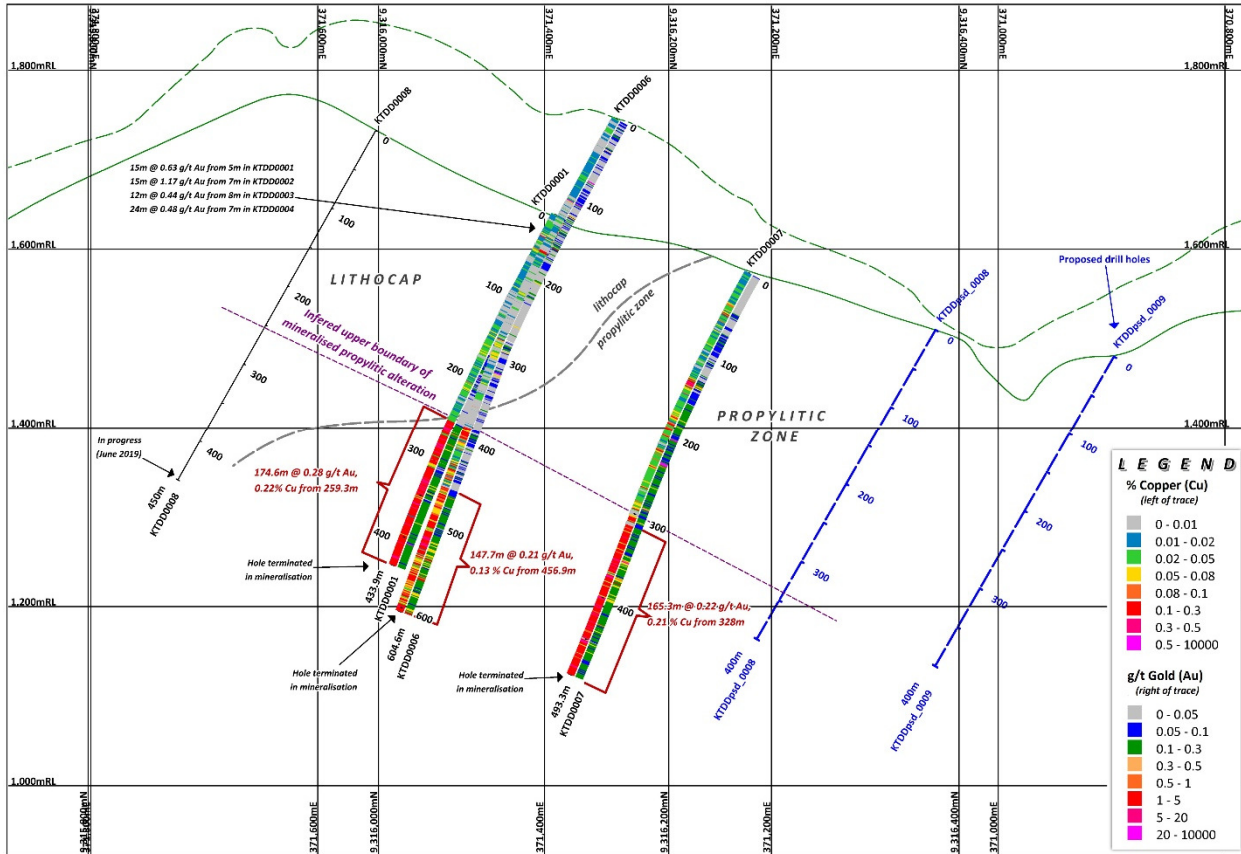 371,800mE
371,600mE
9,316,000mN
371,400mE
9,316,200mN
371,200mE
9,316,400mN
371,000mE
370,800mE
1,800mRL
1,800mRL
KTDD0008
0
100
200
300
400
In progress
(June 2019)
450m
KTDD0008
15m @ 0.63 g/t Au from 5m in KTDD0001
15m @ 1.17 g/t Au from 7m in KTDD0002
12m @ 0.44 g/t Au from 8m in KTDD0003
24m @ 0.48 g/t Au from 7m in KTDD0004
KTDD0006
0
100
200
300
400
500
600
604.6m
KTDD0006
KTDD0001
0
100
200
300
400
433.9m
KTDD0001
1,600mRL
1,600mRL
LITHOCAP
lithocap
propylitic zone
Infered upper boundary of
mineralised propylitic alteration
KTDD0007
0
100
200
300
400
493.3m
KTDD0007
PROPYLITIC
ZONE
Proposed drill holes
KTDDpsd_0008
0
100
200
300
400m
KTDDpsd_0008
KTDDpsd_0009
0
100
200
300
400m
KTDDpsd_0009
1,400mRL
1,400mRL
174.6m @ 0.28 g/t Au,
0.22% Cu from 259.3m
147.7m @ 0.21 g/t Au,
0.13 % Cu from 456.9m
165.3m @ 0.22 g/t Au,
0.21 % Cu from 328m
Hole terminated
in mineralisation
Hole terminated
in mineralisation
Hole terminated
in mineralisation
1,200mRL
1,000mRL
LEGEND
% Copper (Cu)
(left of trace)
0 - 0.01
0.01 - 0.02
0.02 - 0.05
0.05 - 0.08
0.08 - 0.1
0.1 - 0.3
0.3 - 0.5
0.5 - 10000
g/t Gold (Au)
(right of trace)
0 - 0.05
0.05 - 0.1
0.1 - 0.3
0.3 - 0.5
0.5 - 1
1 - 5
5 - 20
20 - 10000
371,600mE
9,316,000mN
371,400mE
9,316,200mN
371,200mE
9,316,400mN
371,000mE
370,800mE